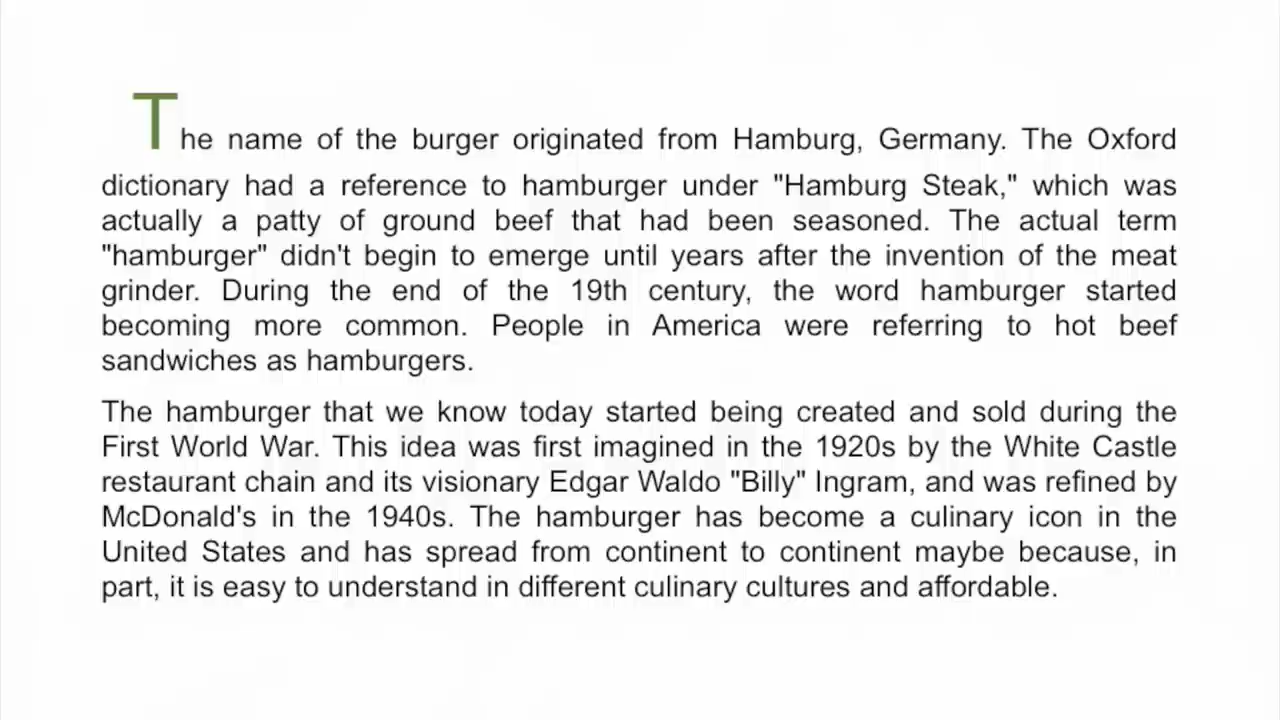 The name of the burger originated from Hamburg, Germany. The Oxford
dictionary had a reference to hamburger under "Hamburg Steak," which was
actually a patty of ground beef that had been seasoned. The actual term
"hamburger" didn't begin to emerge until years after the invention of the meat
grinder. During the end of the 19th century, the word hamburger started
becoming more common. People in America were referring to hot beef
sandwiches as hamburgers.
The hamburger that we know today started being created and sold during the
First World War. This idea was first imagined in the 1920s by the White Castle
restaurant chain and its visionary Edgar Waldo "Billy" Ingram, and was refined by
McDonald's in the 1940s. The hamburger has become a culinary icon in the
United States and has spread from continent to continent maybe because, in
part, it is easy to understand in different culinary cultures and affordable.